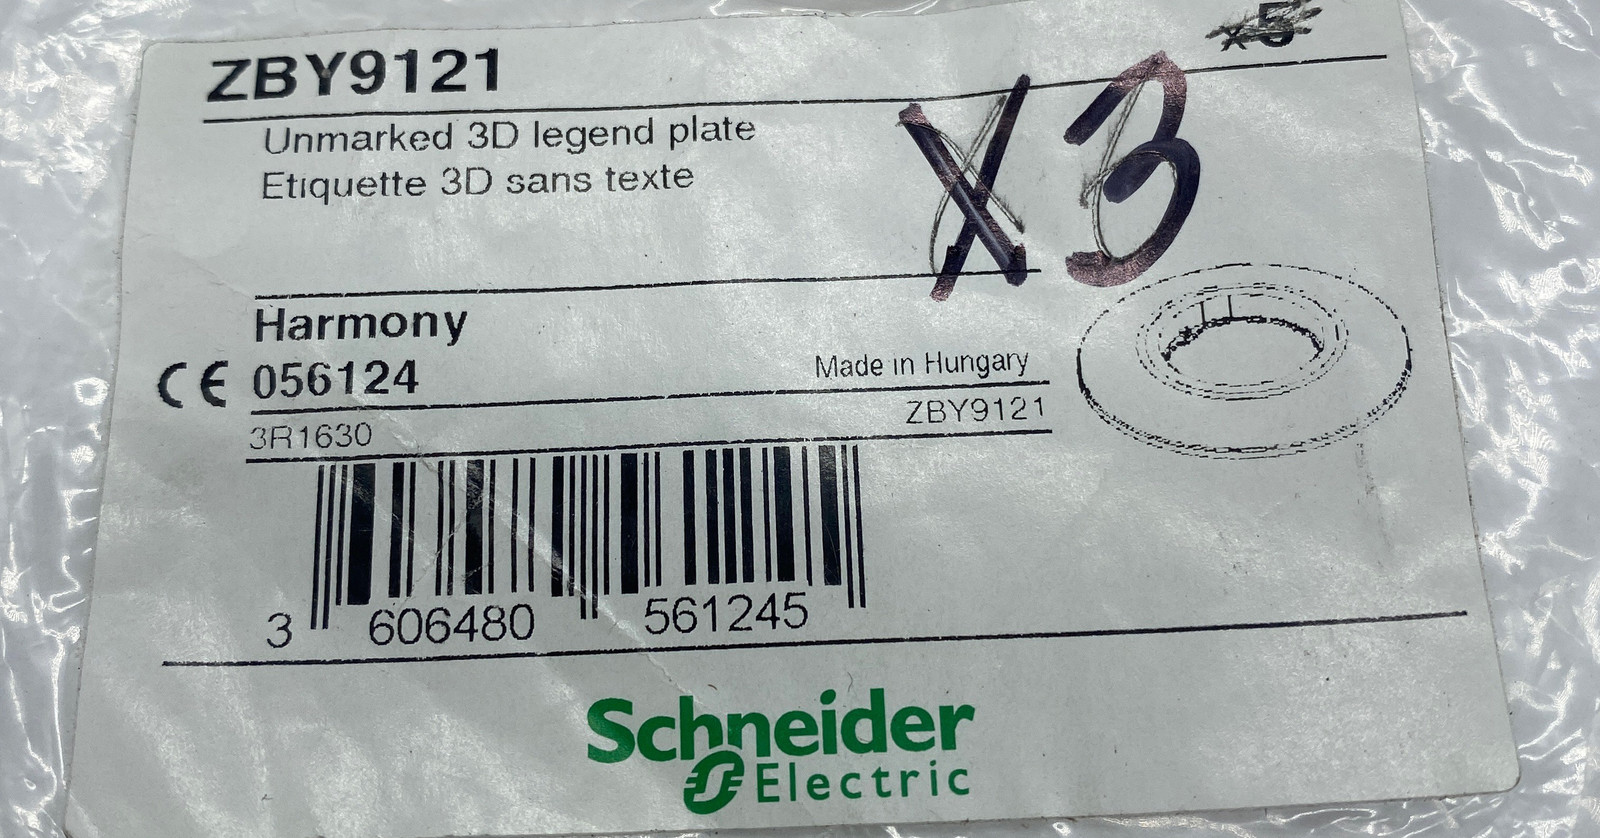 ZBY9121
x5
Unmarked 3D legend plate
Etiquette 3D sans texte
X3
Harmony
CE 056124
Made in Hungary
3R1630
ZBY9121
3 606480 561245
Schneider
Electric